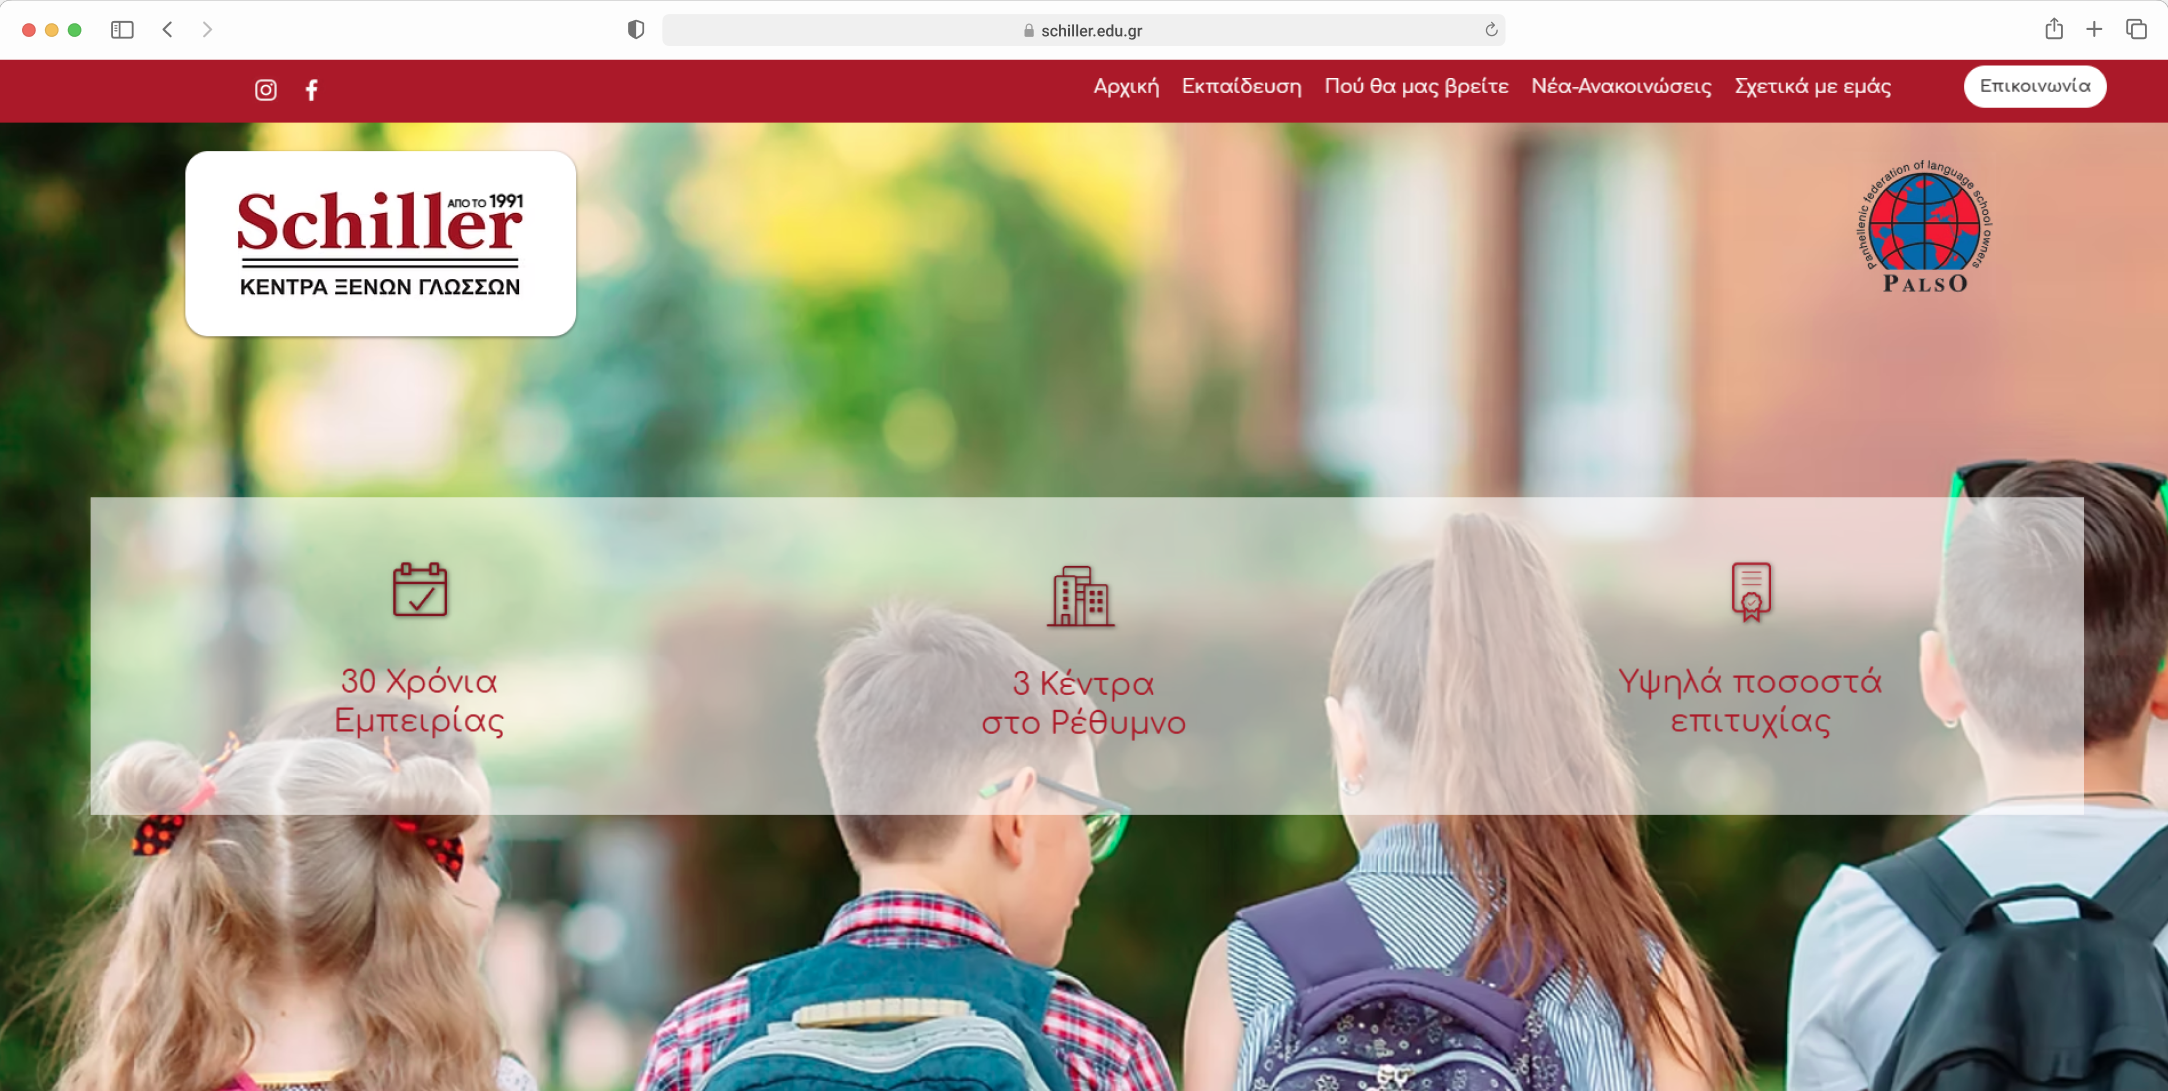 schiller.edu.gr
Αρχική Εκπαίδευση Πού θα μας βρείτε Νέα-Ανακοινώσεις Σχετικά με εμάς Επικοινωνία
Schiller ΑΠΟ ΤΟ 1991
ΚΕΝΤΡΑ ΞΕΝΩΝ ΓΛΩΣΣΩΝ
Panhellenic federation of language school owners
PALSO
30 Χρόνια
Εμπειρίας
3 Κέντρα
στο Ρέθυμνο
Υψηλά ποσοστά
επιτυχίας